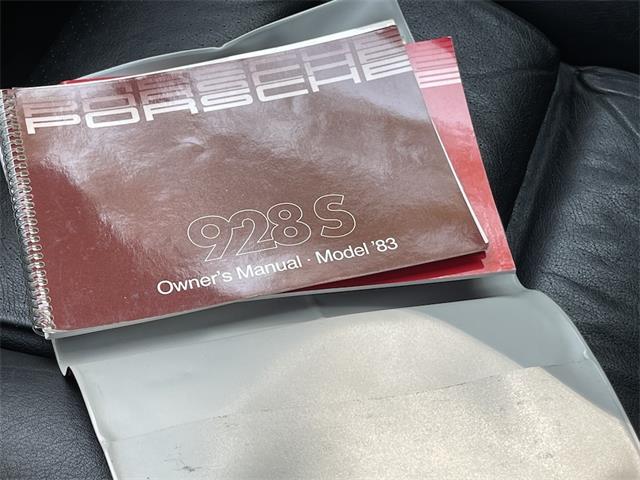 PORSCHE
928 S
Owner's Manual · Model '83